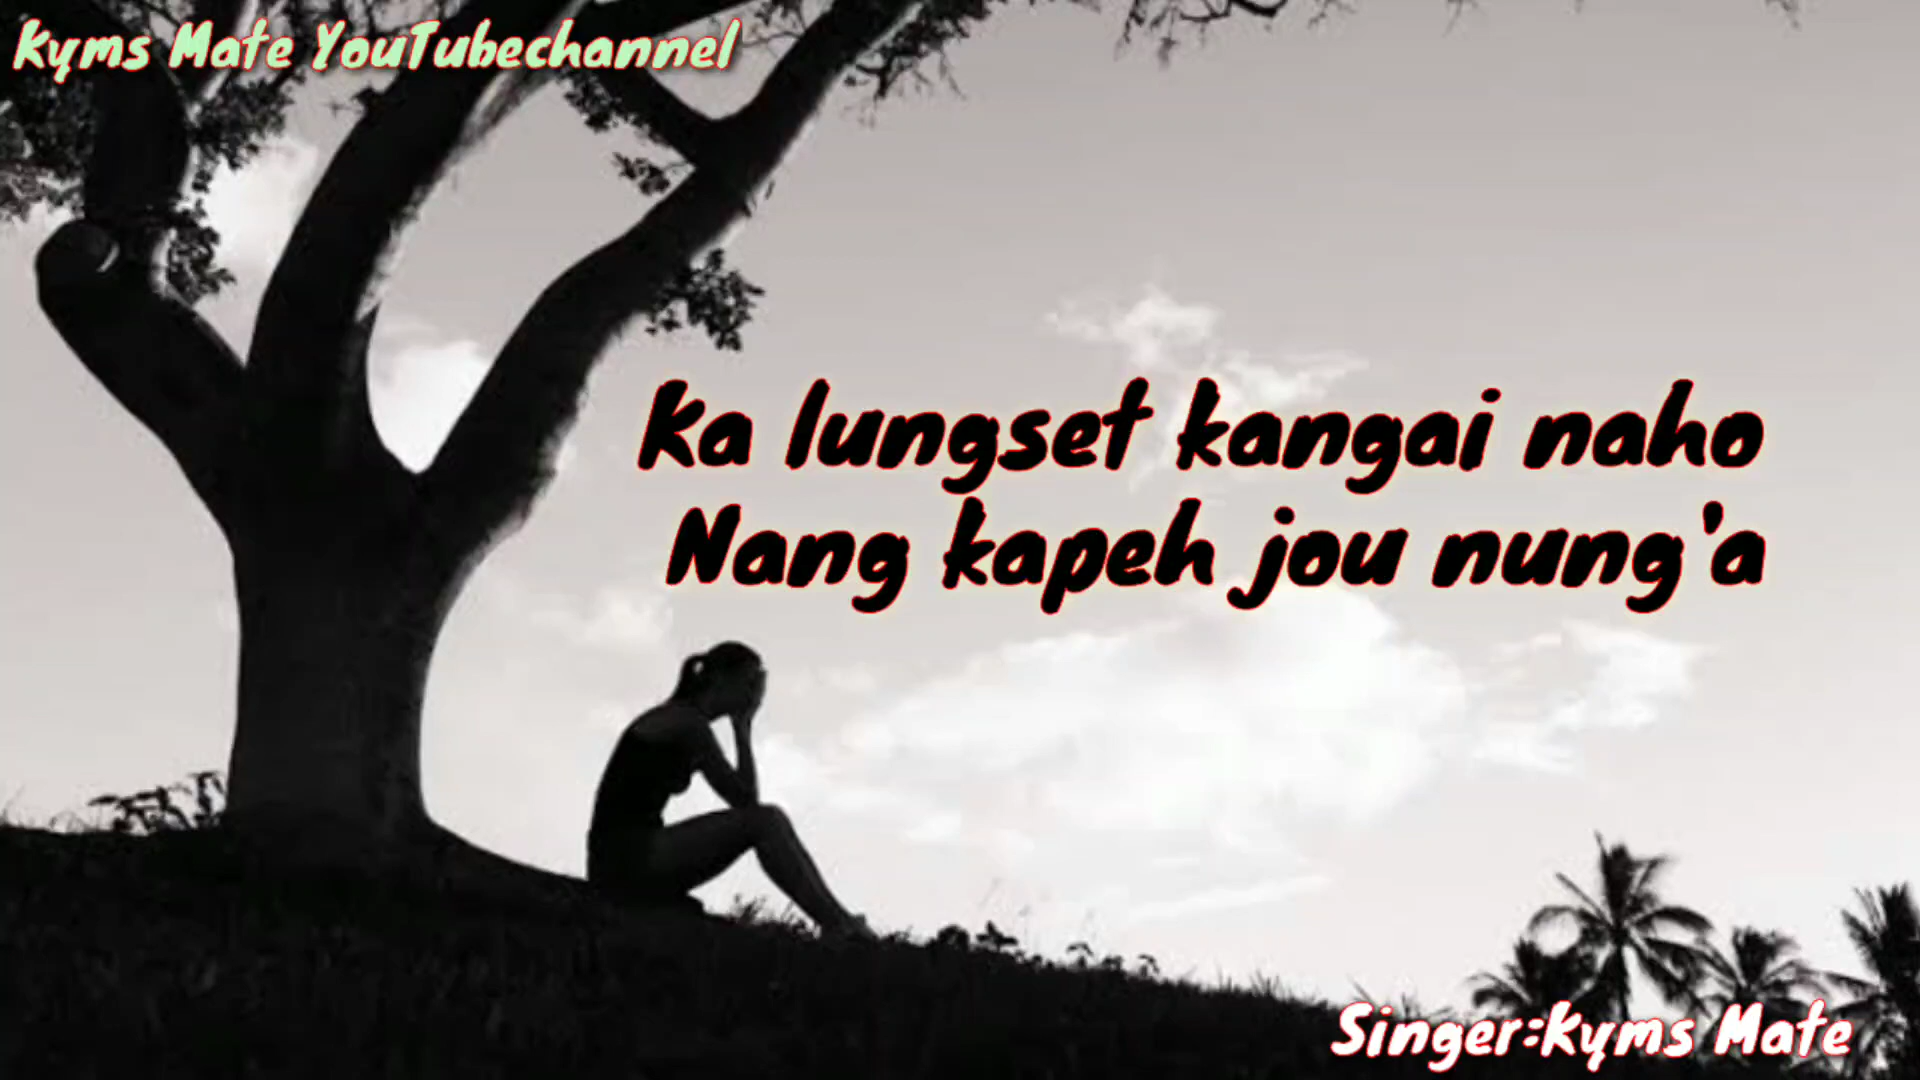 Kyms Mate YouTubechannel
Ka lungset kangai naho
Nang kapeh jou nung'a
Singer:Kyms Mate